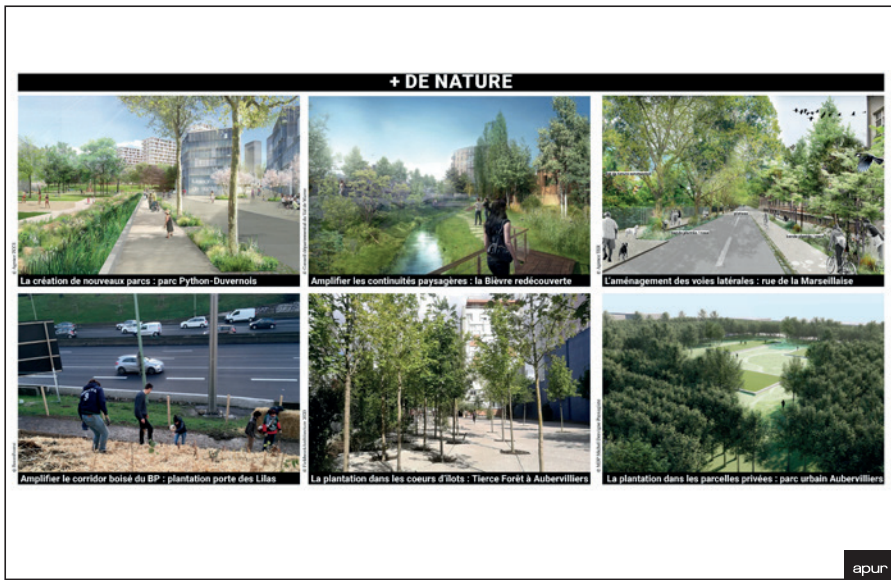 + DE NATURE
La création de nouveaux parcs : parc Python-Duvernois
Amplifier les continuités paysagères : la Bièvre redécouverte
L'aménagement des voies latérales : rue de la Marseillaise
Amplifier le corridor boisé du BP : plantation porte des Lilas
La plantation dans les coeurs d'îlots : Tierce Forêt à Aubervilliers
La plantation dans les parcelles privées : parc urbain Aubervilliers
apur